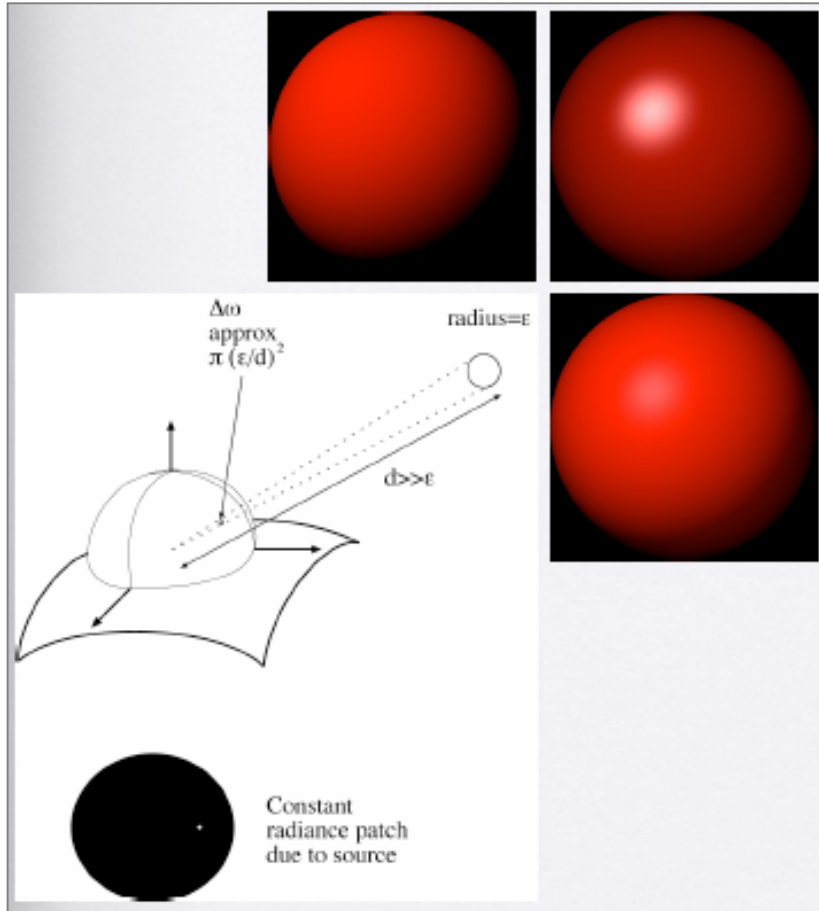 Δω
approx
π (ε/d)²
radius=ε
d>>ε
Constant
radiance patch
due to source